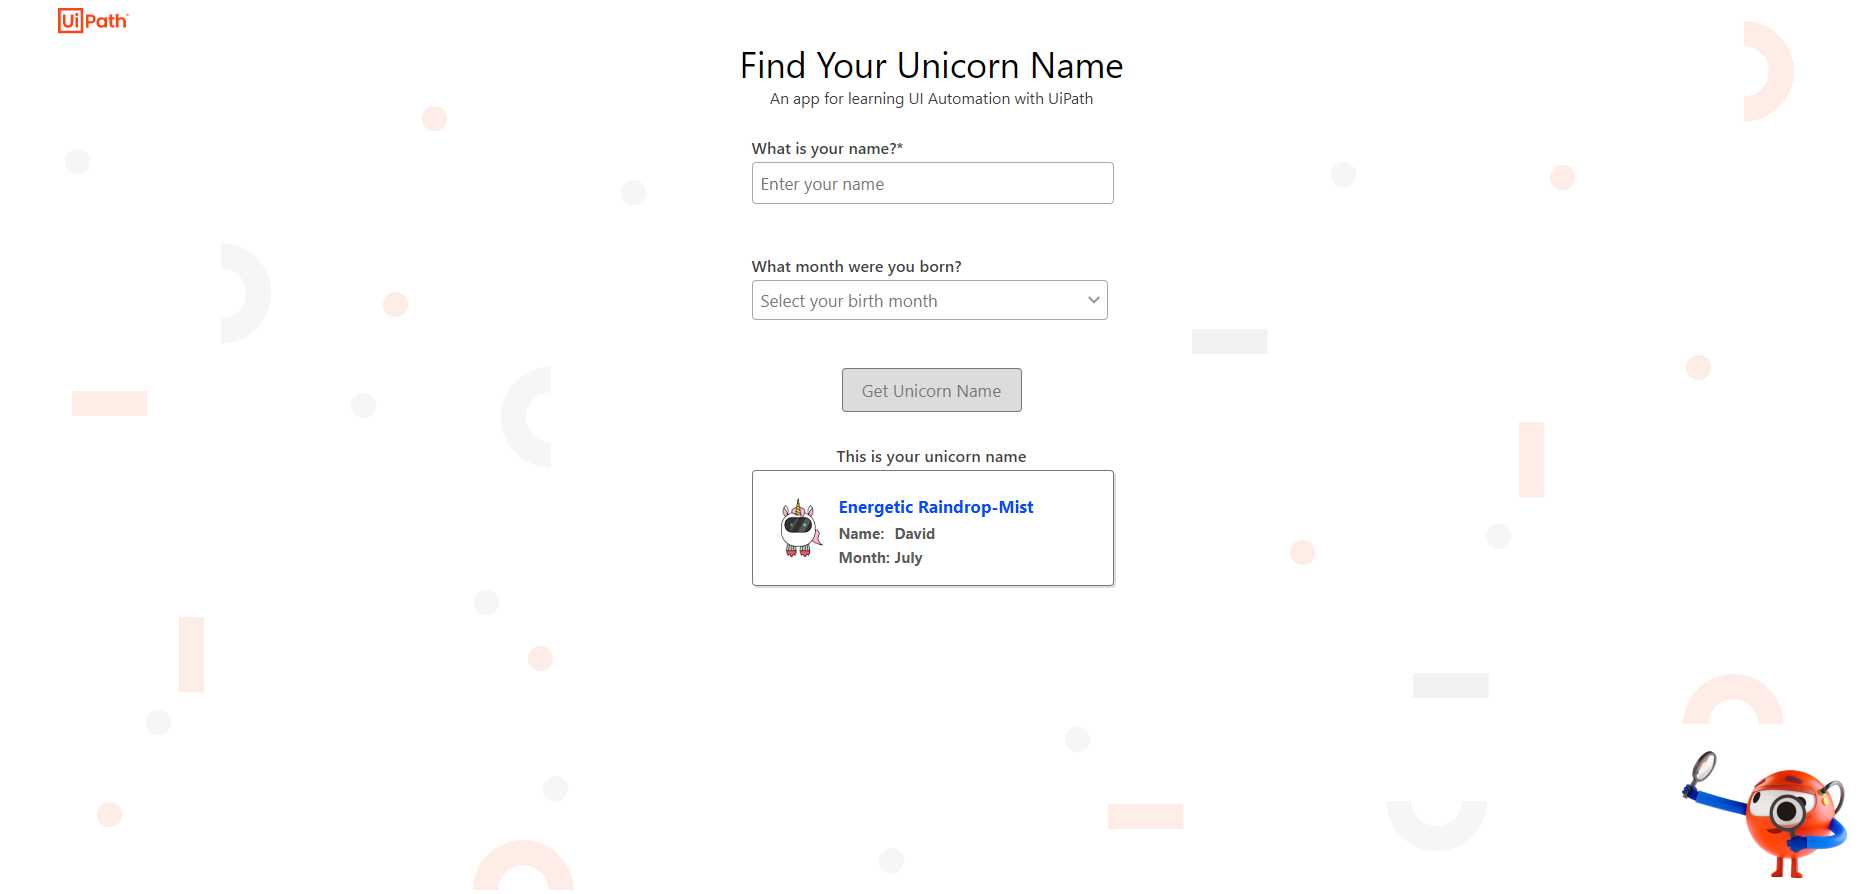 UiPath
Find Your Unicorn Name
An app for learning UI Automation with UiPath
What is your name?*
Enter your name
What month were you born?
Select your birth month
Get Unicorn Name
This is your unicorn name
Energetic Raindrop-Mist
Name: David
Month: July